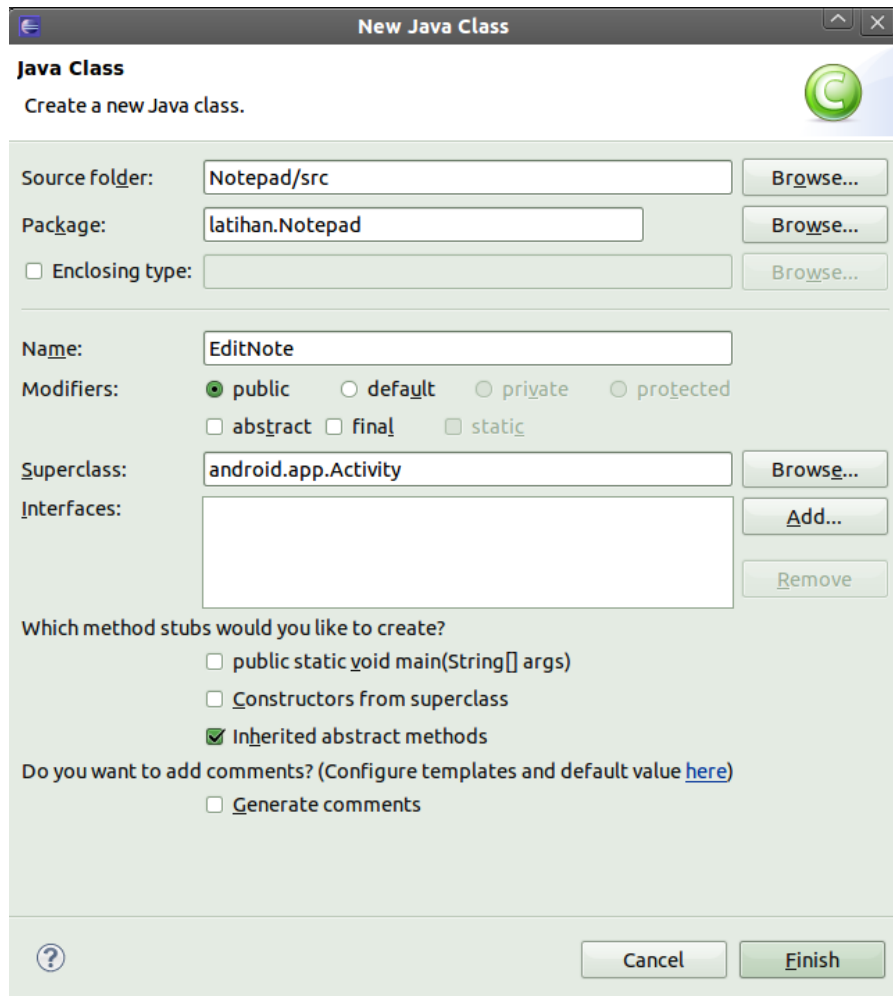 New Java Class
Java Class
Create a new Java class.
Source folder: Notepad/src Browse...
Package: latihan.Notepad Browse...
Enclosing type: Browse...
Name: EditNote
Modifiers: public default private protected
abstract final static
Superclass: android.app.Activity Browse...
Interfaces: Add...
Remove
Which method stubs would you like to create?
public static void main(String[] args)
Constructors from superclass
Inherited abstract methods
Do you want to add comments? (Configure templates and default value here)
Generate comments
? Cancel Finish